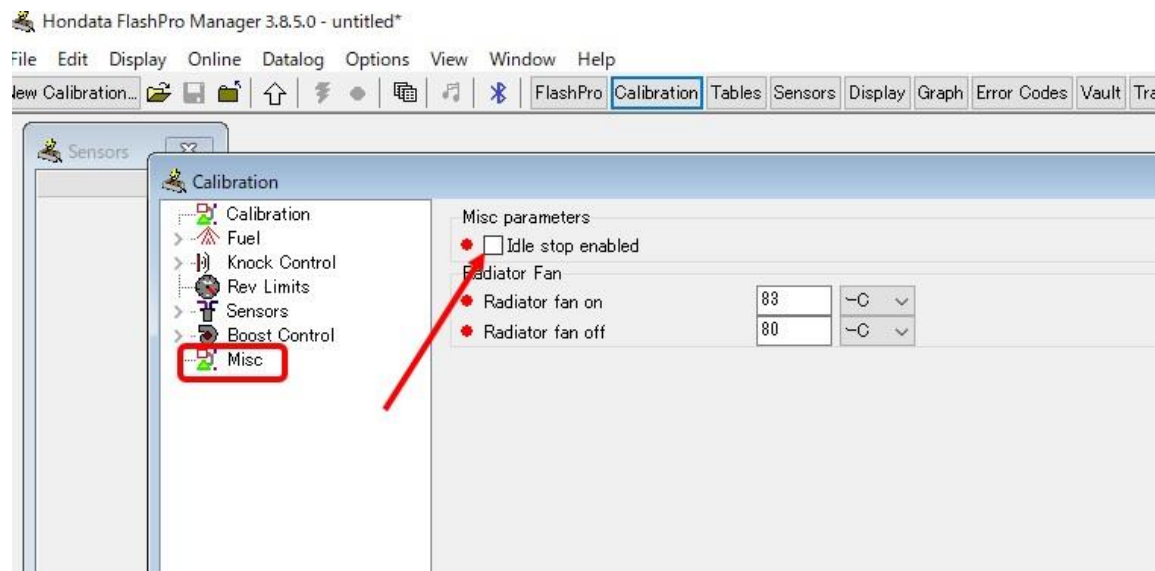 Hondata FlashPro Manager 3.8.5.0 - untitled*
File Edit Display Online Datalog Options View Window Help
New Calibration... FlashPro Calibration Tables Sensors Display Graph Error Codes Vault Tra
Sensors
Calibration
Calibration
Fuel
Knock Control
Rev Limits
Sensors
Boost Control
Misc
Misc parameters
Idle stop enabled
Radiator Fan
Radiator fan on 83 ~C
Radiator fan off 80 ~C